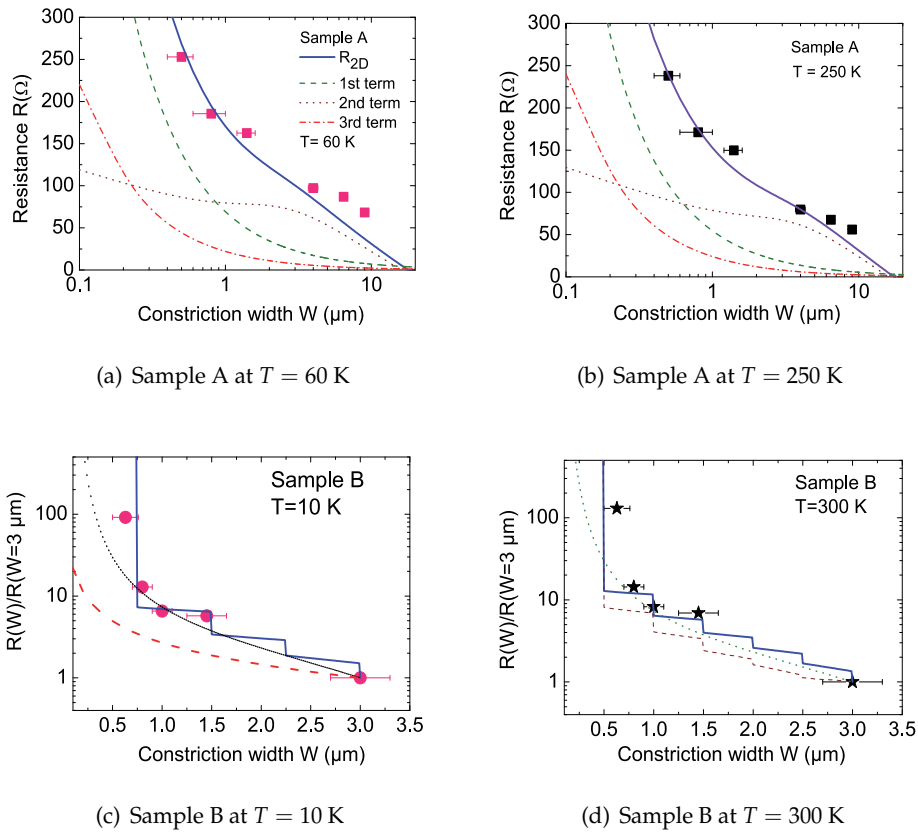 300
250
200
150
100
50
0
Resistance R(Ω)
Sample A
R2D
1st term
2nd term
3rd term
T= 60 K
0.1
1
10
Constriction width W (μm)
(a) Sample A at T = 60 K
300
250
200
150
100
50
0
Resistance R(Ω)
Sample A
T = 250 K
0.1
1
10
Constriction width W (μm)
(b) Sample A at T = 250 K
100
10
1
R(W)/R(W=3 μm)
Sample B
T=10 K
0.5 1.0 1.5 2.0 2.5 3.0 3.5
Constriction width W (μm)
(c) Sample B at T = 10 K
100
10
1
R(W)/R(W=3 μm)
Sample B
T=300 K
0.5 1.0 1.5 2.0 2.5 3.0 3.5
Constriction width W (μm)
(d) Sample B at T = 300 K